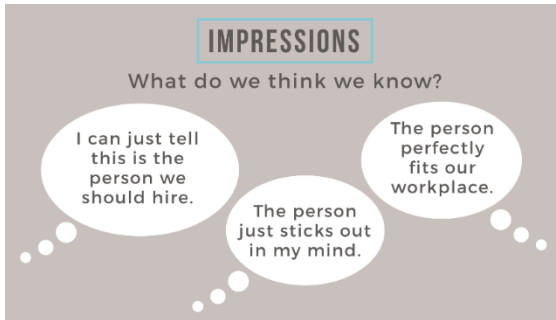 IMPRESSIONS
What do we think we know?
I can just tell
this is the
person we
should hire.
The person
just sticks out
in my mind.
The person
perfectly
fits our
workplace.